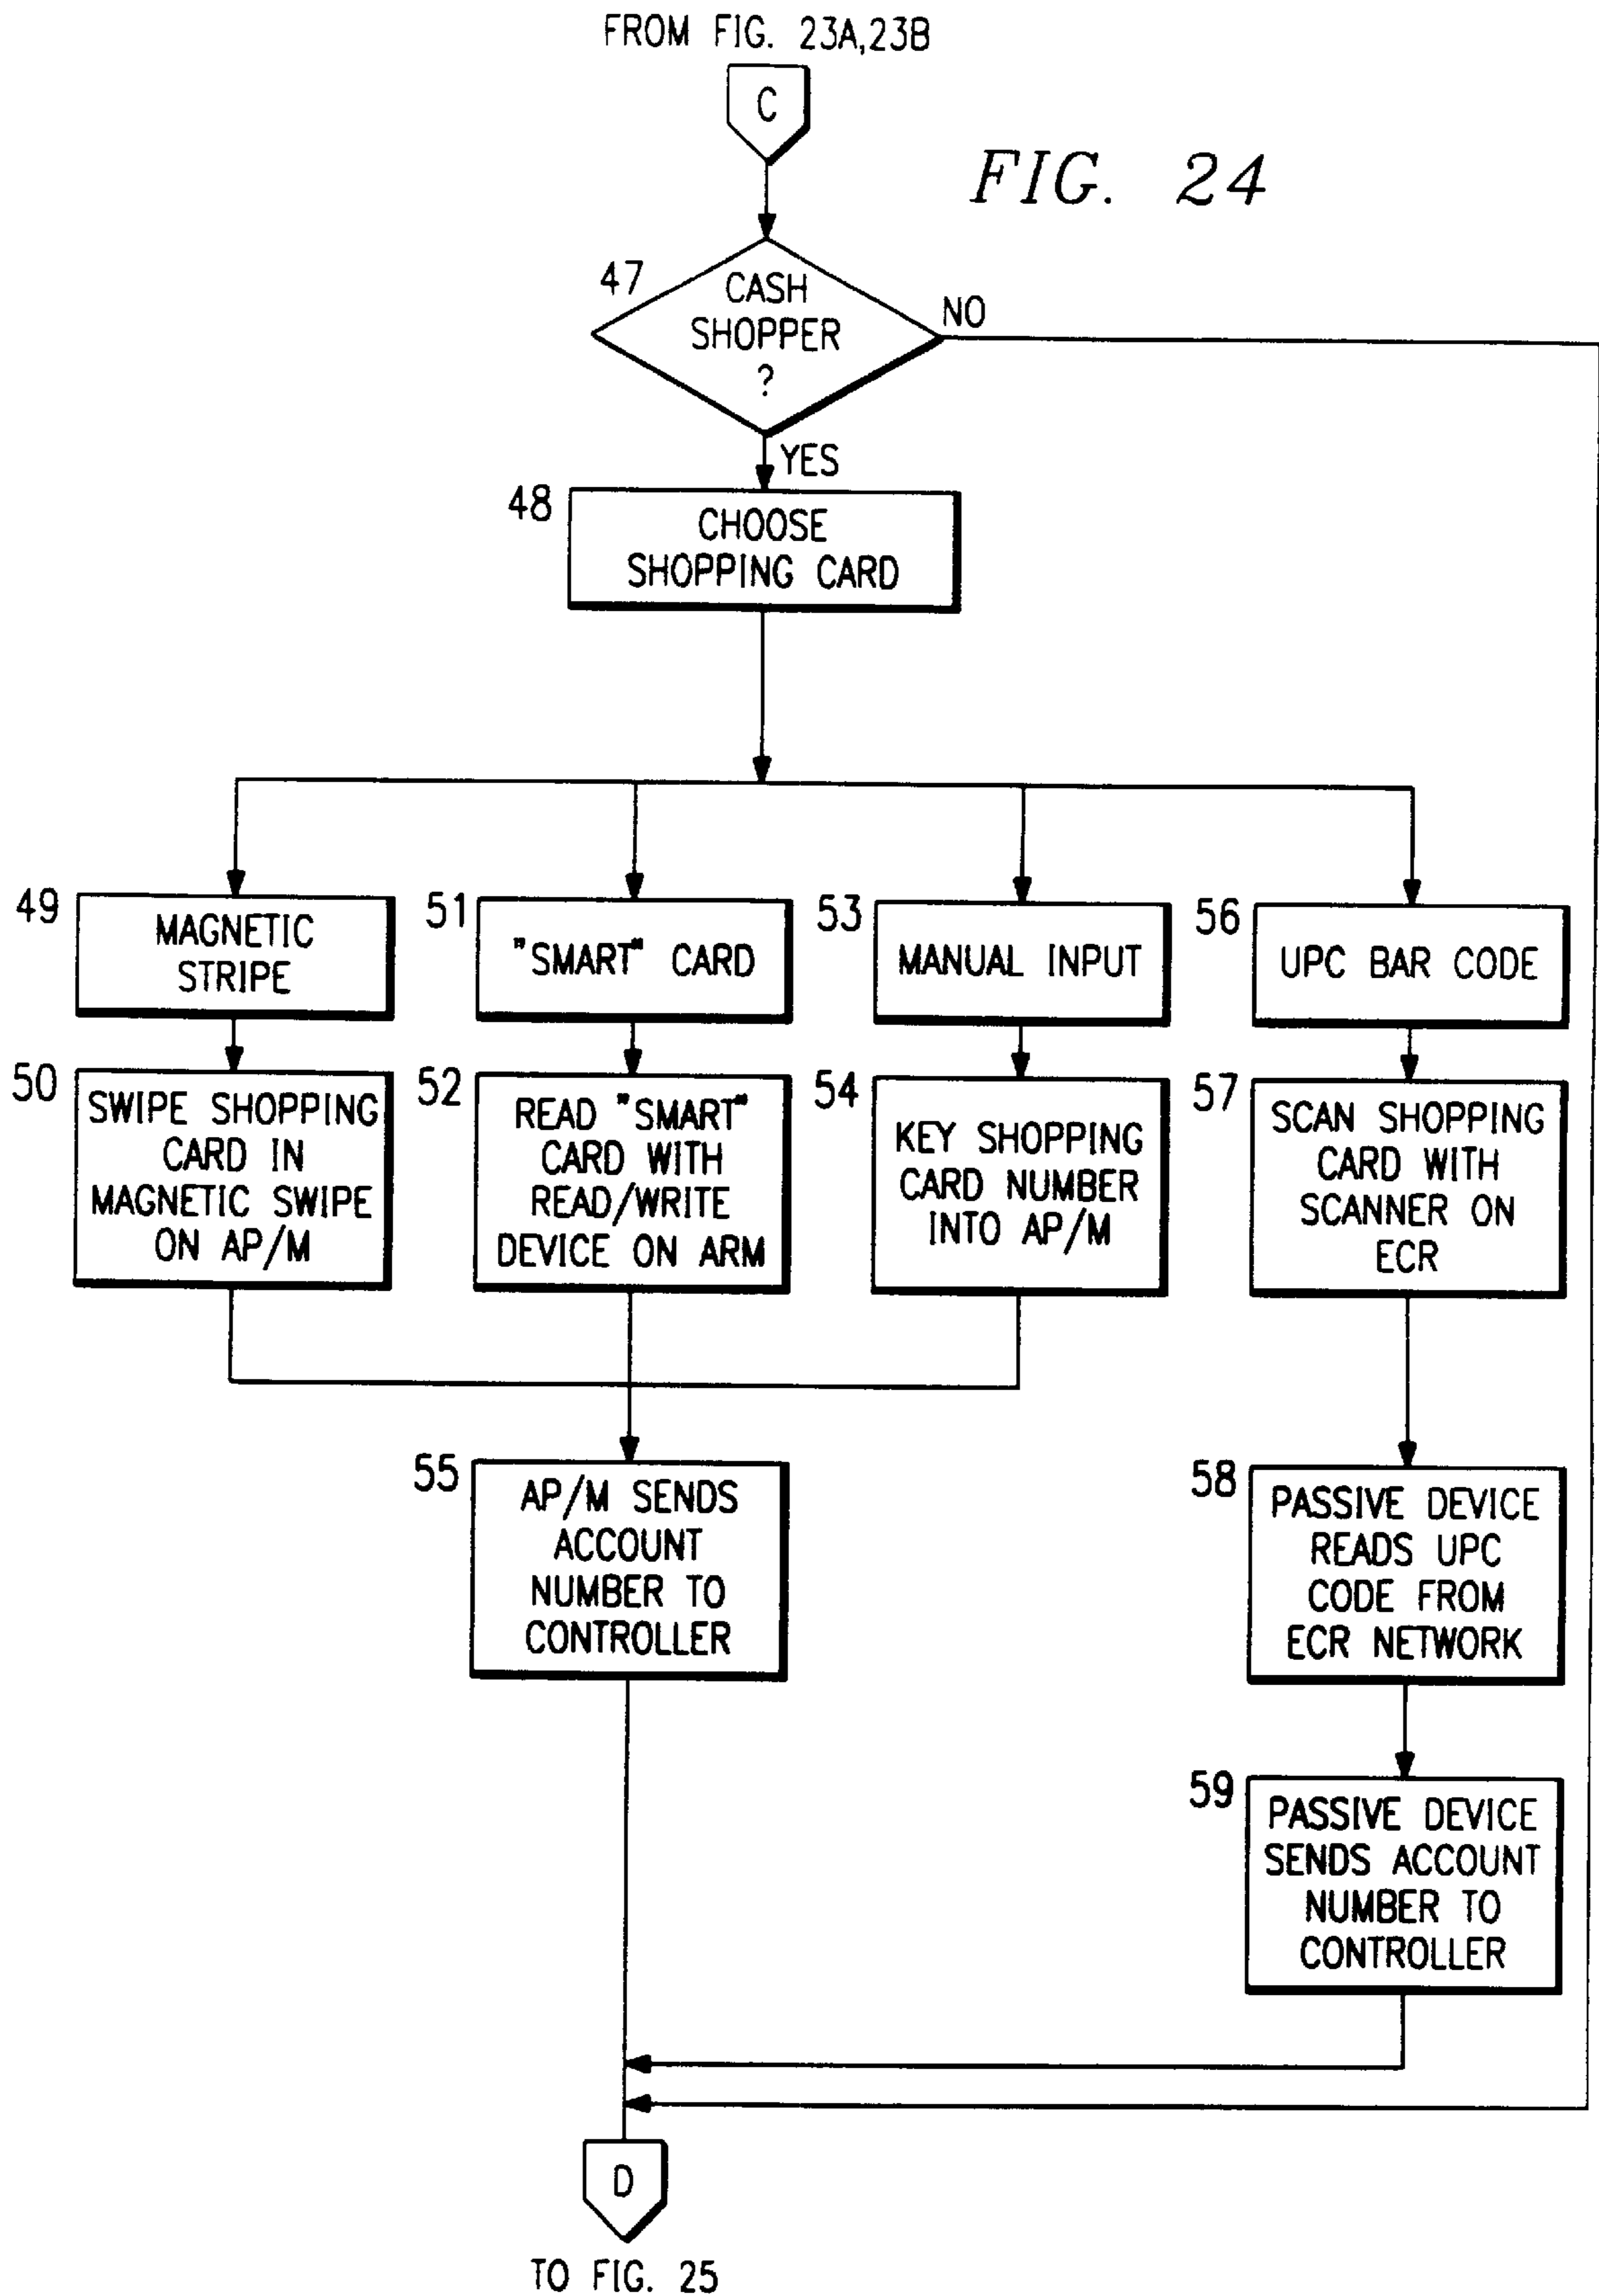 FROM FIG. 23A,23B
C
FIG. 24
47
CASH
SHOPPER
?
NO
YES
48
CHOOSE
SHOPPING CARD
49
MAGNETIC
STRIPE
51
"SMART" CARD
53
MANUAL INPUT
56
UPC BAR CODE
50
SWIPE SHOPPING
CARD IN
MAGNETIC SWIPE
ON AP/M
52
READ "SMART"
CARD WITH
READ/WRITE
DEVICE ON ARM
54
KEY SHOPPING
CARD NUMBER
INTO AP/M
57
SCAN SHOPPING
CARD WITH
SCANNER ON
ECR
55
AP/M SENDS
ACCOUNT
NUMBER TO
CONTROLLER
58
PASSIVE DEVICE
READS UPC
CODE FROM
ECR NETWORK
59
PASSIVE DEVICE
SENDS ACCOUNT
NUMBER TO
CONTROLLER
D
TO FIG. 25